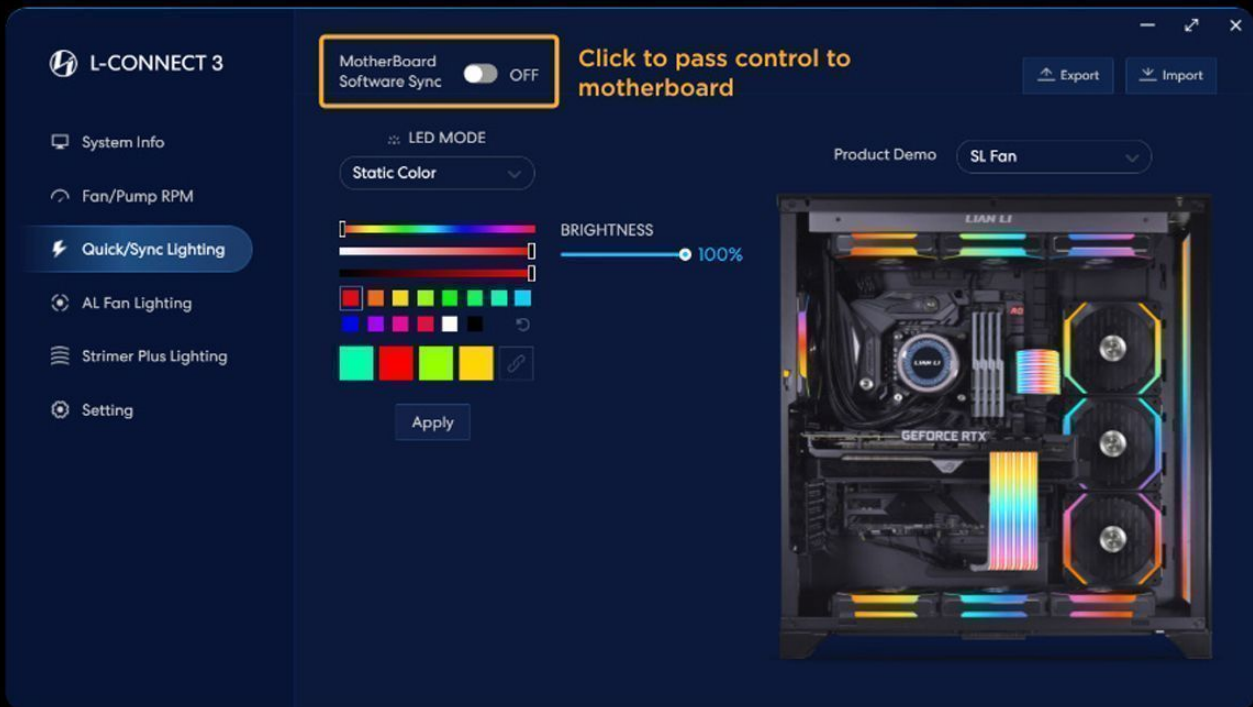 L-CONNECT 3
System Info
Fan/Pump RPM
Quick/Sync Lighting
AL Fan Lighting
Strimer Plus Lighting
Setting
MotherBoard
Software Sync
OFF
Click to pass control to
motherboard
Export
Import
LED MODE
Static Color
BRIGHTNESS
100%
Apply
Product Demo
SL Fan
LIAN LI
LIAN LI
GEFORCE RTX